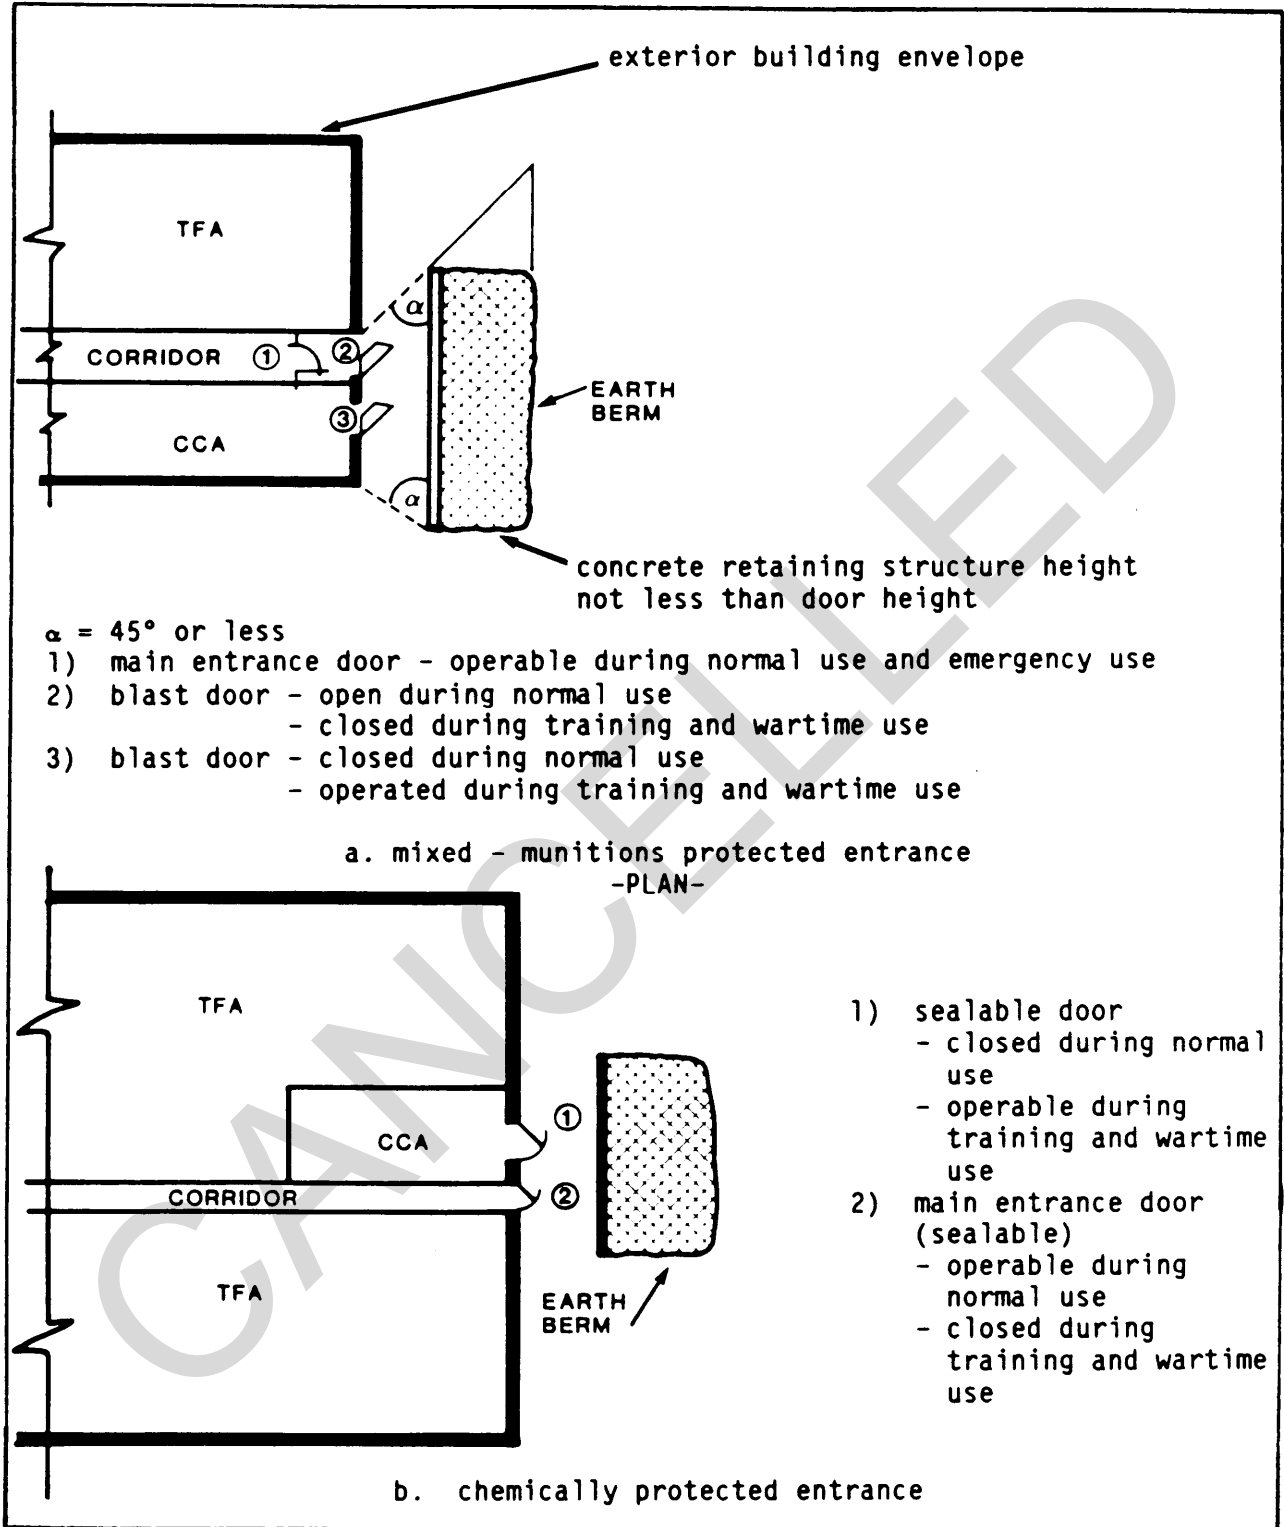 exterior building envelope
TFA
α
CORRIDOR
①
②
③
EARTH
BERM
CCA
α
concrete retaining structure height
not less than door height
α = 45° or less
1) main entrance door - operable during normal use and emergency use
2) blast door - open during normal use
- closed during training and wartime use
3) blast door - closed during normal use
- operated during training and wartime use
a. mixed - munitions protected entrance
-PLAN-
TFA
CCA
①
CORRIDOR
②
TFA
EARTH
BERM
1) sealable door
- closed during normal
use
- operable during
training and wartime
use
2) main entrance door
(sealable)
- operable during
normal use
- closed during
training and wartime
use
b. chemically protected entrance
CANCELLED